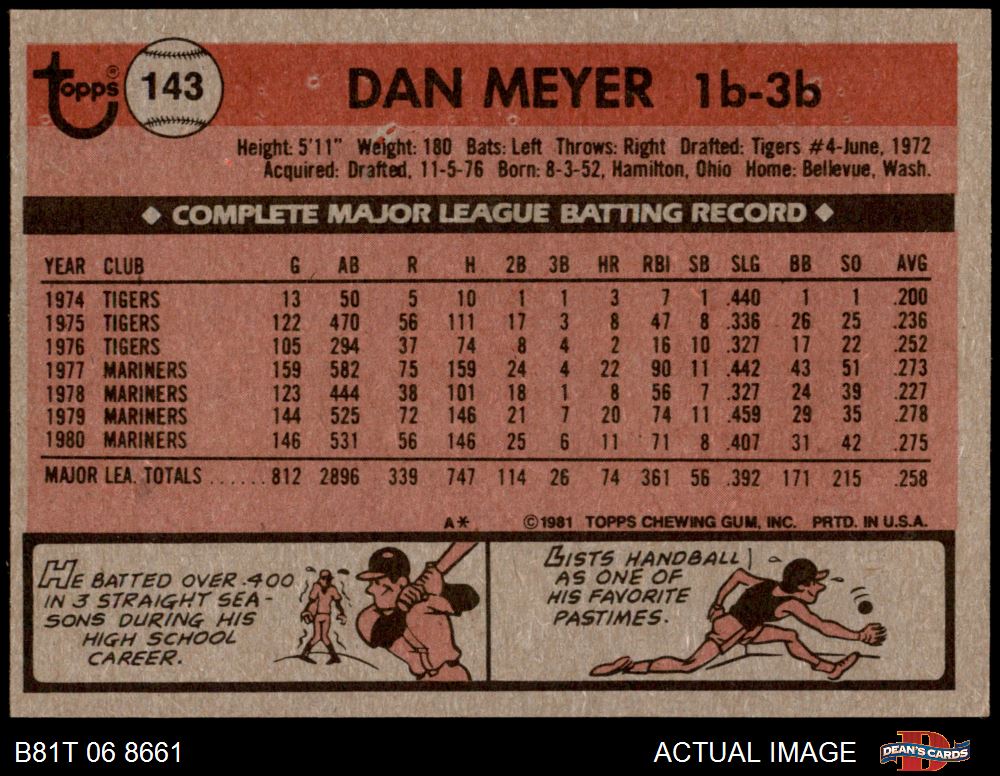 topps® 143 DAN MEYER 1b-3b
Height: 5'11" Weight: 180 Bats: Left Throws: Right Drafted: Tigers #4-June, 1972
Acquired: Drafted, 11-5-76 Born: 8-3-52, Hamilton, Ohio Home: Bellevue, Wash.
◆ COMPLETE MAJOR LEAGUE BATTING RECORD ◆
YEAR CLUB G AB R H 2B 3B HR RBI SB SLG BB SO AVG
1974 TIGERS 13 50 5 10 1 1 3 7 1 .440 1 1 .200
1975 TIGERS 122 470 56 111 17 3 8 47 8 .336 26 25 .236
1976 TIGERS 105 294 37 74 8 4 2 16 10 .327 17 22 .252
1977 MARINERS 159 582 75 159 24 4 22 90 11 .442 43 51 .273
1978 MARINERS 123 444 38 101 18 1 8 56 7 .327 24 39 .227
1979 MARINERS 144 525 72 146 21 7 20 74 11 .459 29 35 .278
1980 MARINERS 146 531 56 146 25 6 11 71 8 .407 31 42 .275
MAJOR LEA. TOTALS ...... 812 2896 339 747 114 26 74 361 56 .392 171 215 .258
A* ©1981 TOPPS CHEWING GUM, INC. PRTD. IN U.S.A.
HE BATTED OVER .400
IN 3 STRAIGHT SEA-
SONS DURING HIS
HIGH SCHOOL
CAREER.
LISTS HANDBALL
AS ONE OF
HIS FAVORITE
PASTIMES.
B81T 06 8661 ACTUAL IMAGE DEAN'S CARDS